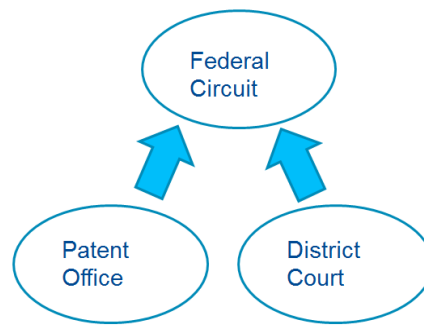 Federal
Circuit
Patent
Office
District
Court